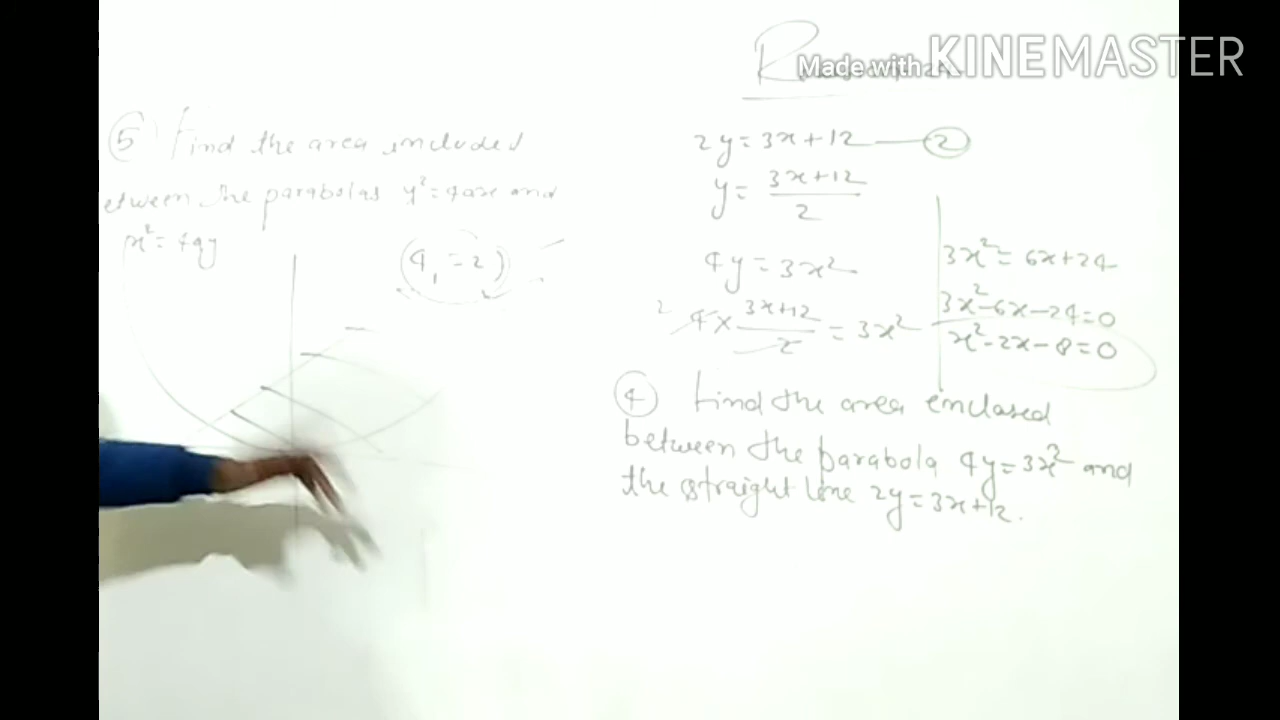 Made with KINEMASTER
5 Find the area included
etween the parabolas y²=4ax and
x²=4ay
(4,-2)
2y=3x+12 — 2
y=3x+12/2
4y=3x²
2 4x 3x+12/2 = 3x²
3x²=6x+24
3x²-6x-24=0
x²-2x-8=0
4 Find the area enclosed
between the parabola 4y=3x² and
the straight line 2y=3x+12.